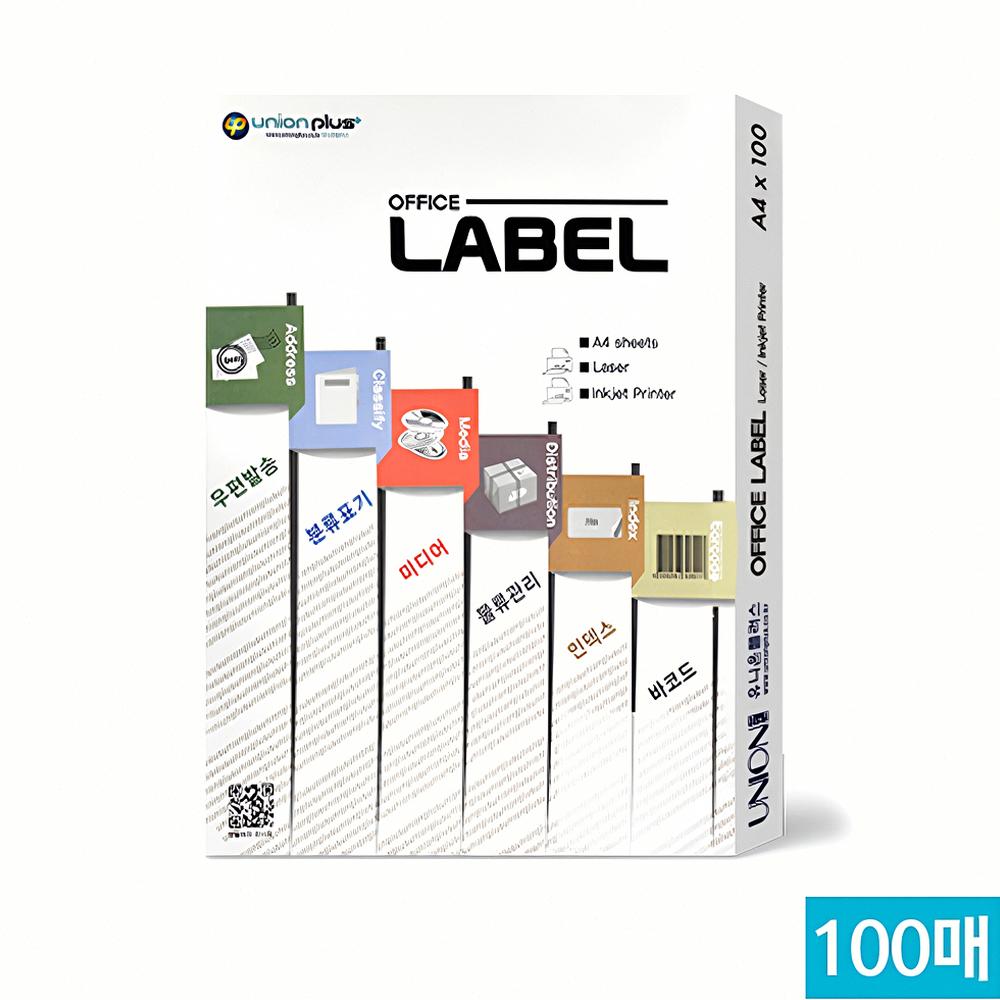 unionplus+
OFFICE
LABEL
■ A4 sheets
■ Laser
■ Inkjet Printer
Address
Classify
Media
Distribution
Index
Barcode
우편발송
분류표기
미디어
물류관리
인덱스
바코드
A4 x 100
Laser / Inkjet Printer
OFFICE LABEL
유니온플러스
UNION
100매